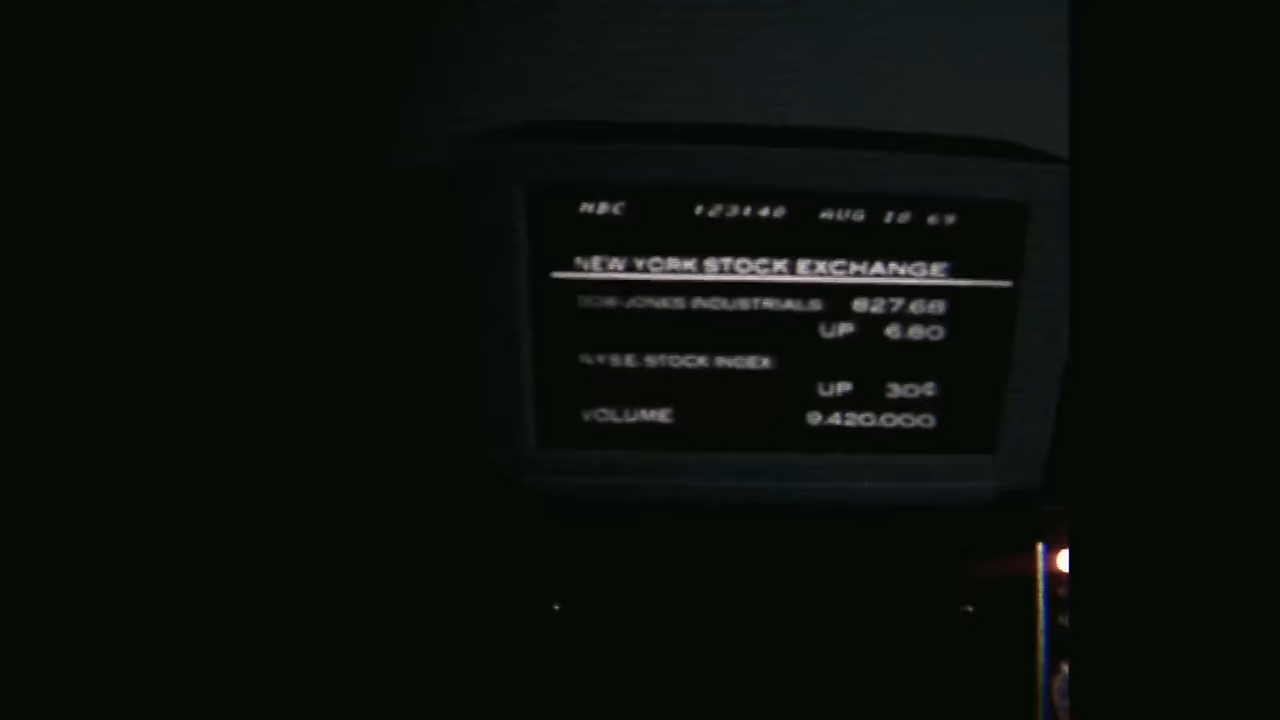 NBC 123140 AUG 18 69
NEW YORK STOCK EXCHANGE
DOW-JONES INDUSTRIALS 827.68
UP 6.80
N.Y.S.E. STOCK INDEX
UP 30¢
VOLUME 9,420,000